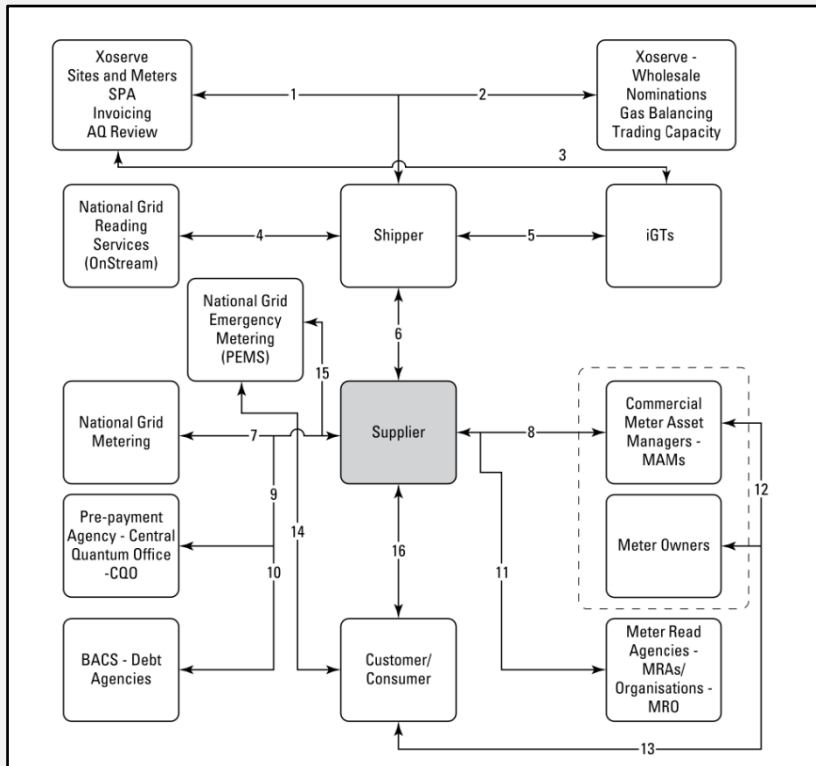 Xoserve
Sites and Meters
SPA
Invoicing
AQ Review
1
2
Xoserve -
Wholesale
Nominations
Gas Balancing
Trading Capacity
3
National Grid
Reading
Services
(OnStream)
4
Shipper
5
iGTs
National Grid
Emergency
Metering
(PEMS)
6
15
National Grid
Metering
7
Supplier
8
Commercial
Meter Asset
Managers -
MAMs
12
9
Pre-payment
Agency - Central
Quantum Office
-CQO
14
16
11
Meter Owners
10
BACS - Debt
Agencies
Customer/
Consumer
Meter Read
Agencies -
MRAs/
Organisations -
MRO
13